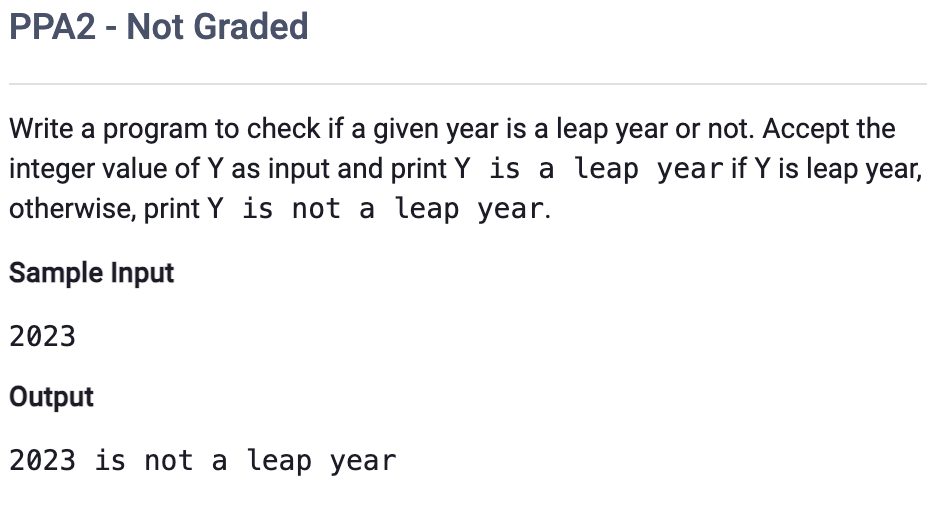 PPA2 - Not Graded
Write a program to check if a given year is a leap year or not. Accept the
integer value of Y as input and print Y is a leap year if Y is leap year,
otherwise, print Y is not a leap year.
Sample Input
2023
Output
2023 is not a leap year